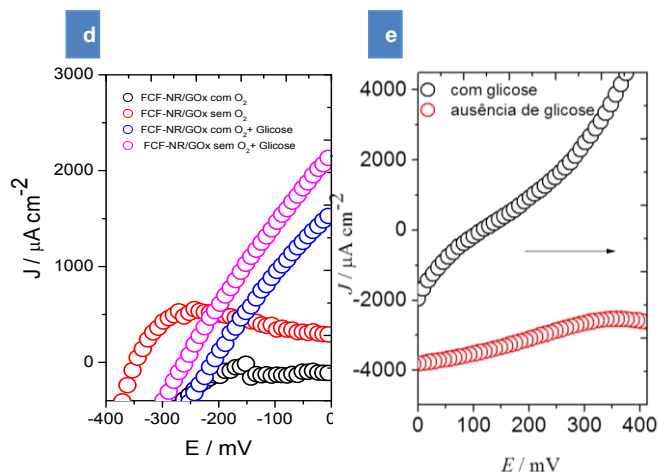 d
3000
2000
1000
0
J / µA cm-2
FCF-NR/GOx com O2
FCF-NR/GOx sem O2
FCF-NR/GOx com O2+ Glicose
FCF-NR/GOx sem O2+ Glicose
-400 -300 -200 -100 0
E / mV
e
4000
2000
0
-2000
-4000
J / µA cm-2
com glicose
ausência de glicose
0 100 200 300 400
E / mV